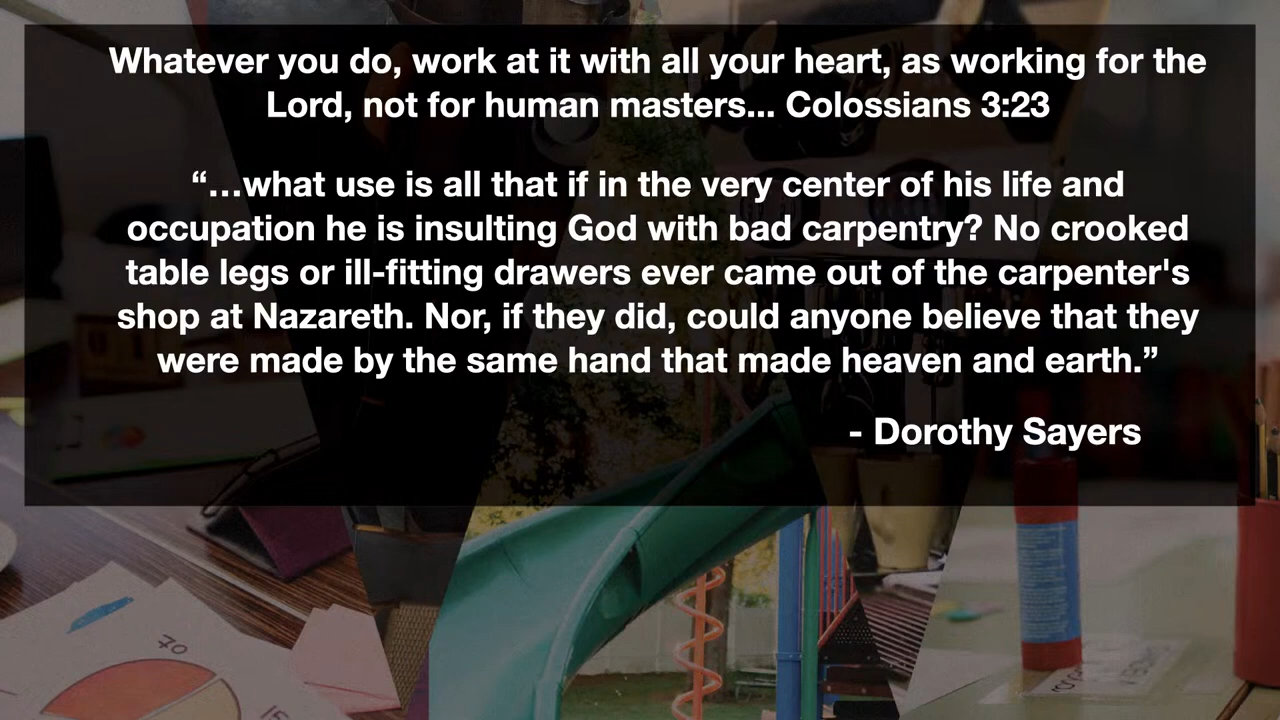 Whatever you do, work at it with all your heart, as working for the
Lord, not for human masters... Colossians 3:23
“…what use is all that if in the very center of his life and
occupation he is insulting God with bad carpentry? No crooked
table legs or ill-fitting drawers ever came out of the carpenter's
shop at Nazareth. Nor, if they did, could anyone believe that they
were made by the same hand that made heaven and earth.”
- Dorothy Sayers
70